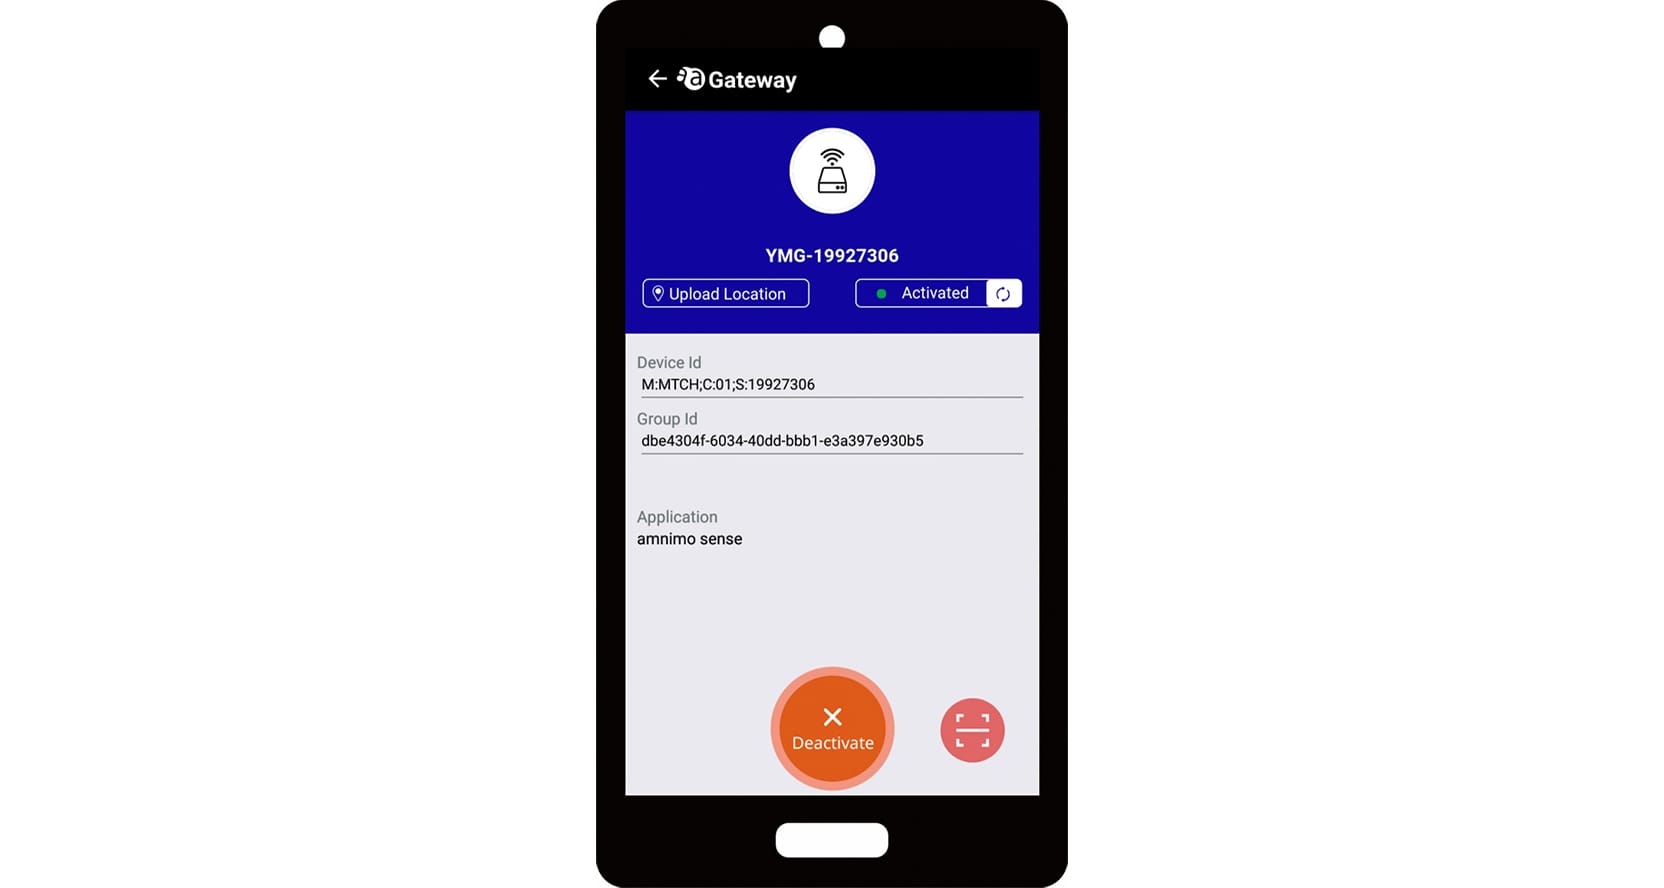 a Gateway
YMG-19927306
Upload Location
Activated
Device Id
M:MTCH;C:01;S:19927306
Group Id
dbe4304f-6034-40dd-bbb1-e3a397e930b5
Application
amnimo sense
Deactivate